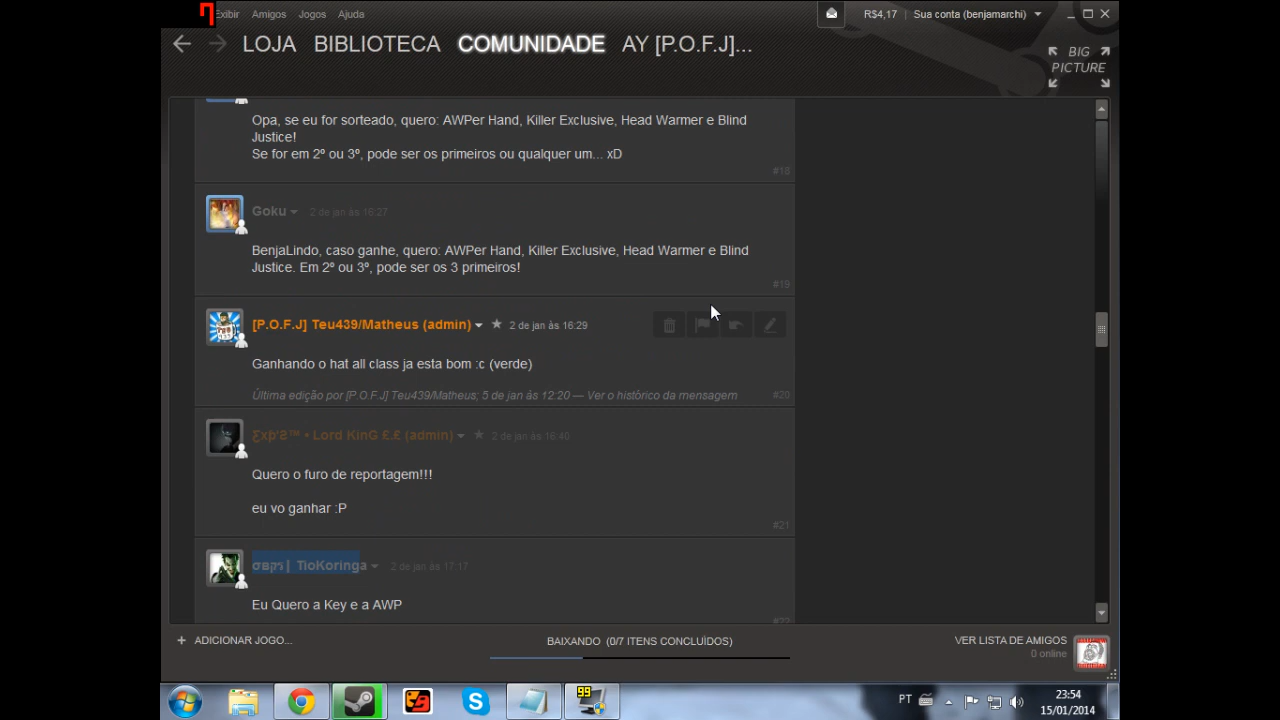 Exibir Amigos Jogos Ajuda
R$4,17 Sua conta (benjamarchi)
LOJA BIBLIOTECA COMUNIDADE AY [P.O.F.J]...
BIG
PICTURE
Opa, se eu for sorteado, quero: AWPer Hand, Killer Exclusive, Head Warmer e Blind
Justice!
Se for em 2º ou 3º, pode ser os primeiros ou qualquer um... xD
#18
Goku 2 de jan às 16:27
BenjaLindo, caso ganhe, quero: AWPer Hand, Killer Exclusive, Head Warmer e Blind
Justice. Em 2º ou 3º, pode ser os 3 primeiros!
#19
[P.O.F.J] Teu439/Matheus (admin) 2 de jan às 16:29
Ganhando o hat all class ja esta bom :c (verde)
Última edição por [P.O.F.J] Teu439/Matheus; 5 de jan às 12:20 — Ver o histórico da mensagem
#20
• Lord KinG £.£ (admin) 2 de jan às 16:40
Quero o furo de reportagem!!!
eu vo ganhar :P
#21
| TioKoringa 2 de jan às 17:17
Eu Quero a Key e a AWP
#22
+ ADICIONAR JOGO...
BAIXANDO (0/7 ITENS CONCLUÍDOS)
VER LISTA DE AMIGOS
0 online
99
PT
23:54
15/01/2014